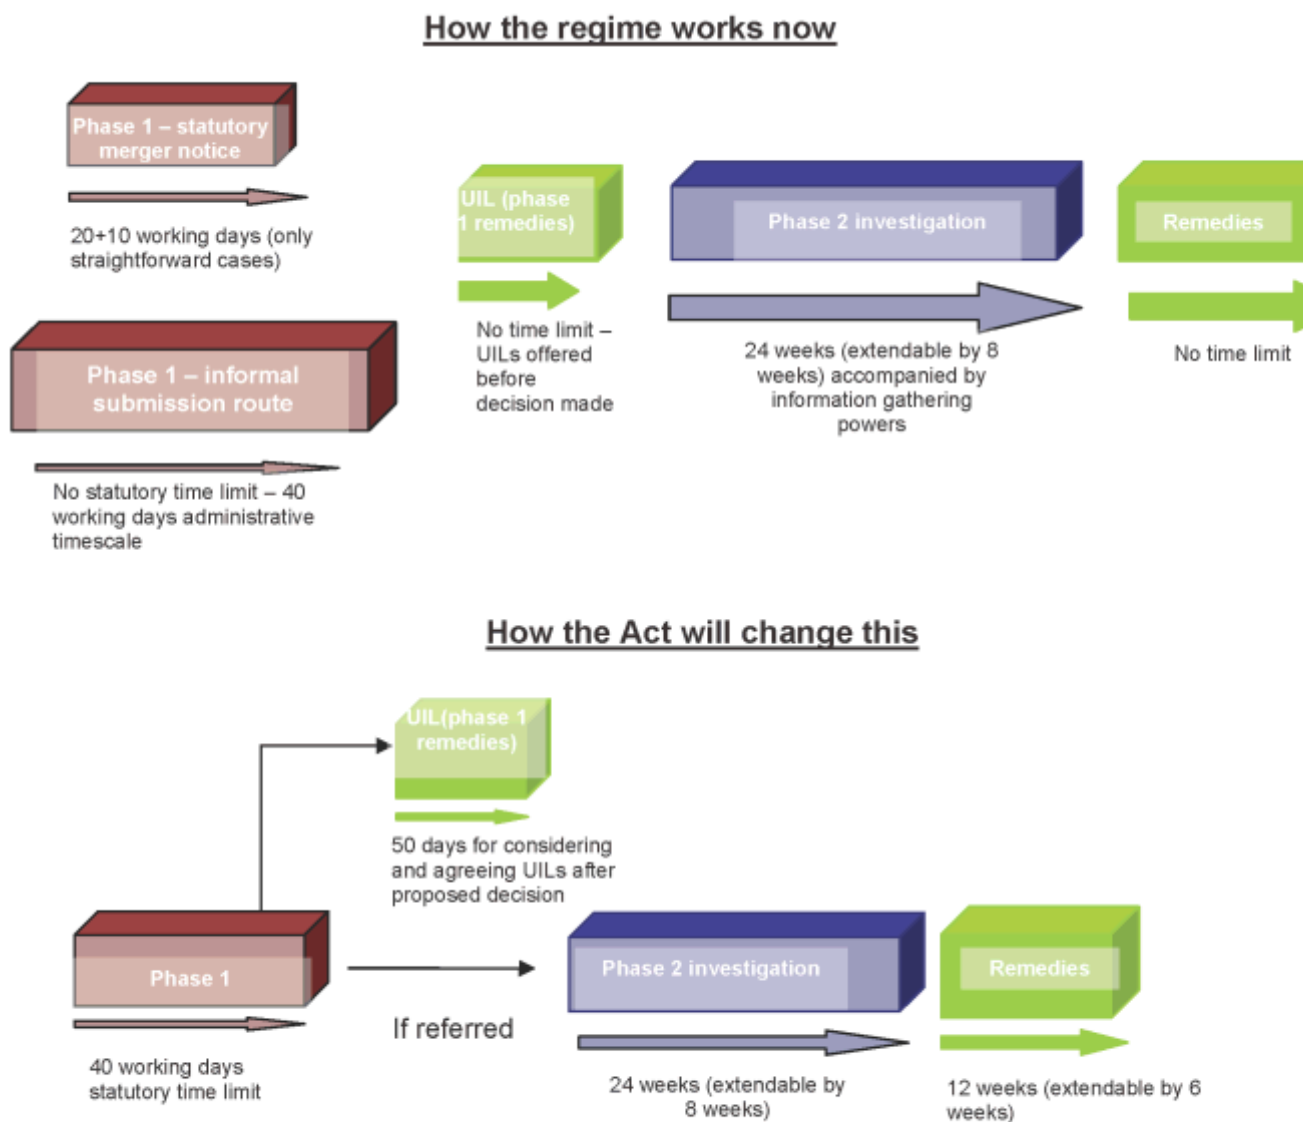 How the regime works now
Phase 1 – statutory
merger notice
20+10 working days (only
straightforward cases)
Phase 1 – informal
submission route
No statutory time limit – 40
working days administrative
timescale
UIL (phase
1 remedies)
No time limit –
UILs offered
before
decision made
Phase 2 investigation
24 weeks (extendable by 8
weeks) accompanied by
information gathering
powers
Remedies
No time limit
How the Act will change this
UIL(phase 1
remedies)
50 days for considering
and agreeing UILs after
proposed decision
Phase 1
40 working days
statutory time limit
If referred
Phase 2 investigation
24 weeks (extendable by
8 weeks)
Remedies
12 weeks (extendable by 6
weeks)